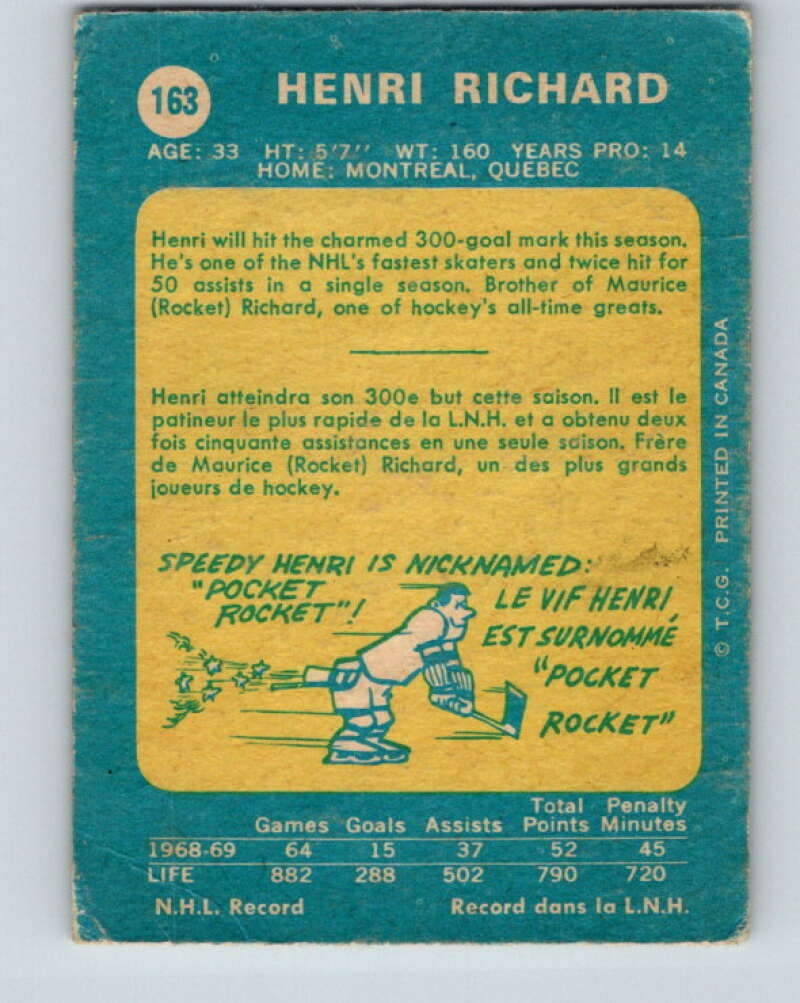 163
HENRI RICHARD
AGE: 33 HT: 5'7'' WT: 160 YEARS PRO: 14
HOME: MONTREAL, QUEBEC
Henri will hit the charmed 300-goal mark this season.
He's one of the NHL's fastest skaters and twice hit for
50 assists in a single season. Brother of Maurice
(Rocket) Richard, one of hockey's all-time greats.
Henri atteindra son 300e but cette saison. Il est le
patineur le plus rapide de la L.N.H. et a obtenu deux
fois cinquante assistances en une seule saison. Frère
de Maurice (Rocket) Richard, un des plus grands
joueurs de hockey.
SPEEDY HENRI IS NICKNAMED:
"POCKET
ROCKET"!
LE VIF HENRI,
EST SURNOMMÉ
"POCKET
ROCKET"
© T.C.G. PRINTED IN CANADA
Total Penalty
Games Goals Assists Points Minutes
1968-69 64 15 37 52 45
LIFE 882 288 502 790 720
N.H.L. Record Record dans la L.N.H.